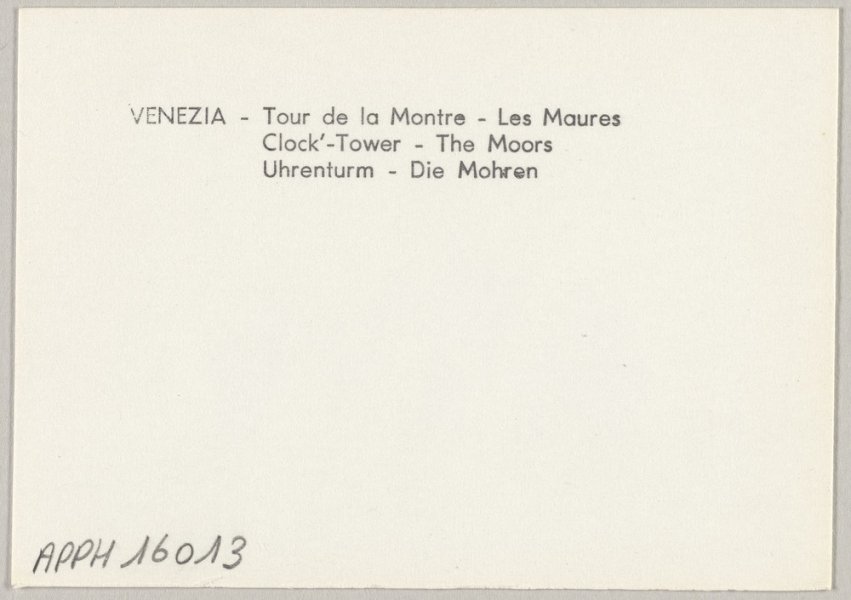 VENEZIA - Tour de la Montre - Les Maures
Clock'-Tower - The Moors
Uhrenturm - Die Mohren
APPH 16013